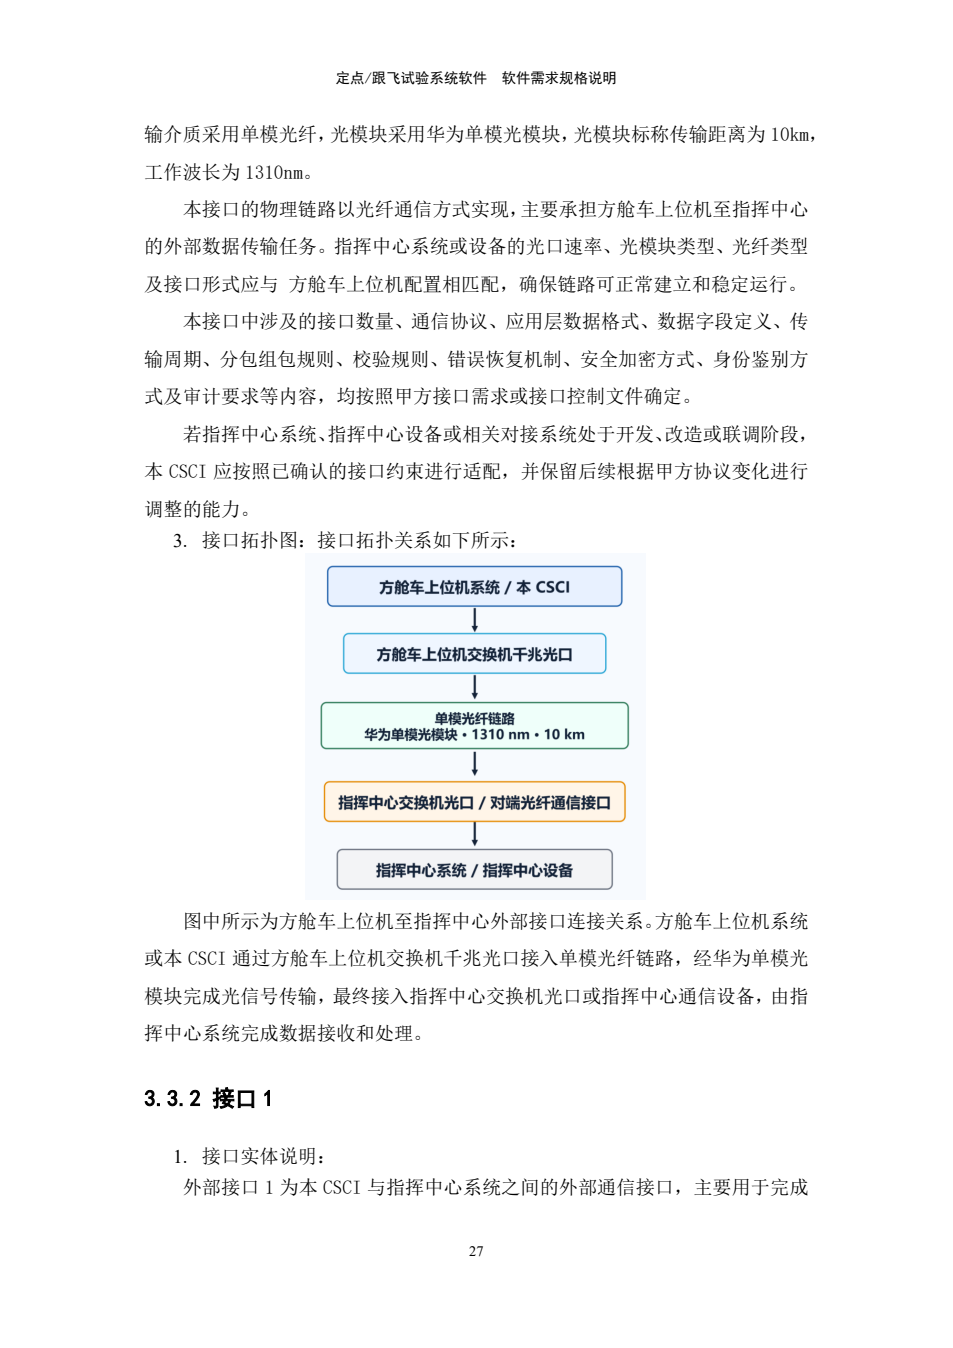 定点/跟飞试验系统软件 软件需求规格说明
输介质采用单模光纤，光模块采用华为单模光模块，光模块标称传输距离为 10km，
工作波长为 1310nm。
本接口的物理链路以光纤通信方式实现，主要承担方舱车上位机至指挥中心
的外部数据传输任务。指挥中心系统或设备的光口速率、光模块类型、光纤类型
及接口形式应与 方舱车上位机配置相匹配，确保链路可正常建立和稳定运行。
本接口中涉及的接口数量、通信协议、应用层数据格式、数据字段定义、传
输周期、分包组包规则、校验规则、错误恢复机制、安全加密方式、身份鉴别方
式及审计要求等内容，均按照甲方接口需求或接口控制文件确定。
若指挥中心系统、指挥中心设备或相关对接系统处于开发、改造或联调阶段，
本 CSCI 应按照已确认的接口约束进行适配，并保留后续根据甲方协议变化进行
调整的能力。
3. 接口拓扑图：接口拓扑关系如下所示：
方舱车上位机系统 / 本 CSCI
方舱车上位机交换机千兆光口
单模光纤链路
华为单模光模块 · 1310 nm · 10 km
指挥中心交换机光口 / 对端光纤通信接口
指挥中心系统 / 指挥中心设备
图中所示为方舱车上位机至指挥中心外部接口连接关系。方舱车上位机系统
或本 CSCI 通过方舱车上位机交换机千兆光口接入单模光纤链路，经华为单模光
模块完成光信号传输，最终接入指挥中心交换机光口或指挥中心通信设备，由指
挥中心系统完成数据接收和处理。
3.3.2 接口 1
1. 接口实体说明：
外部接口 1 为本 CSCI 与指挥中心系统之间的外部通信接口，主要用于完成
27